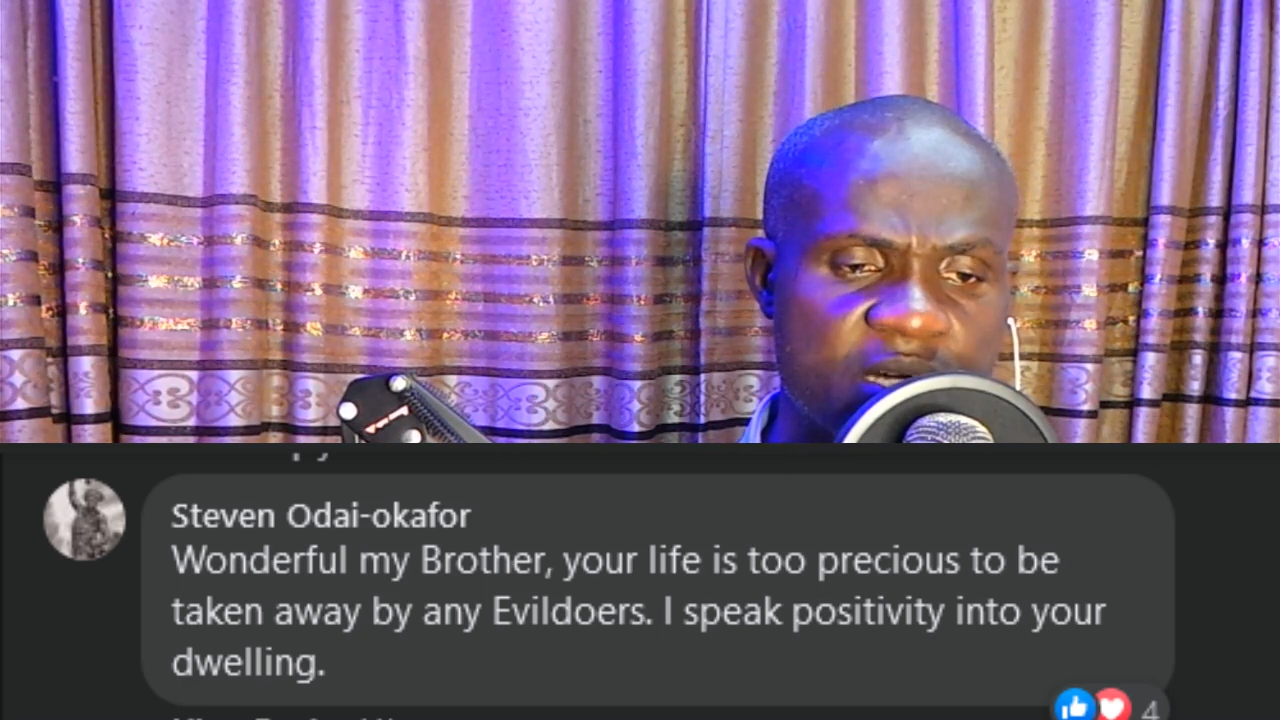 Steven Odai-okafor
Wonderful my Brother, your life is too precious to be
taken away by any Evildoers. I speak positivity into your
dwelling.
4